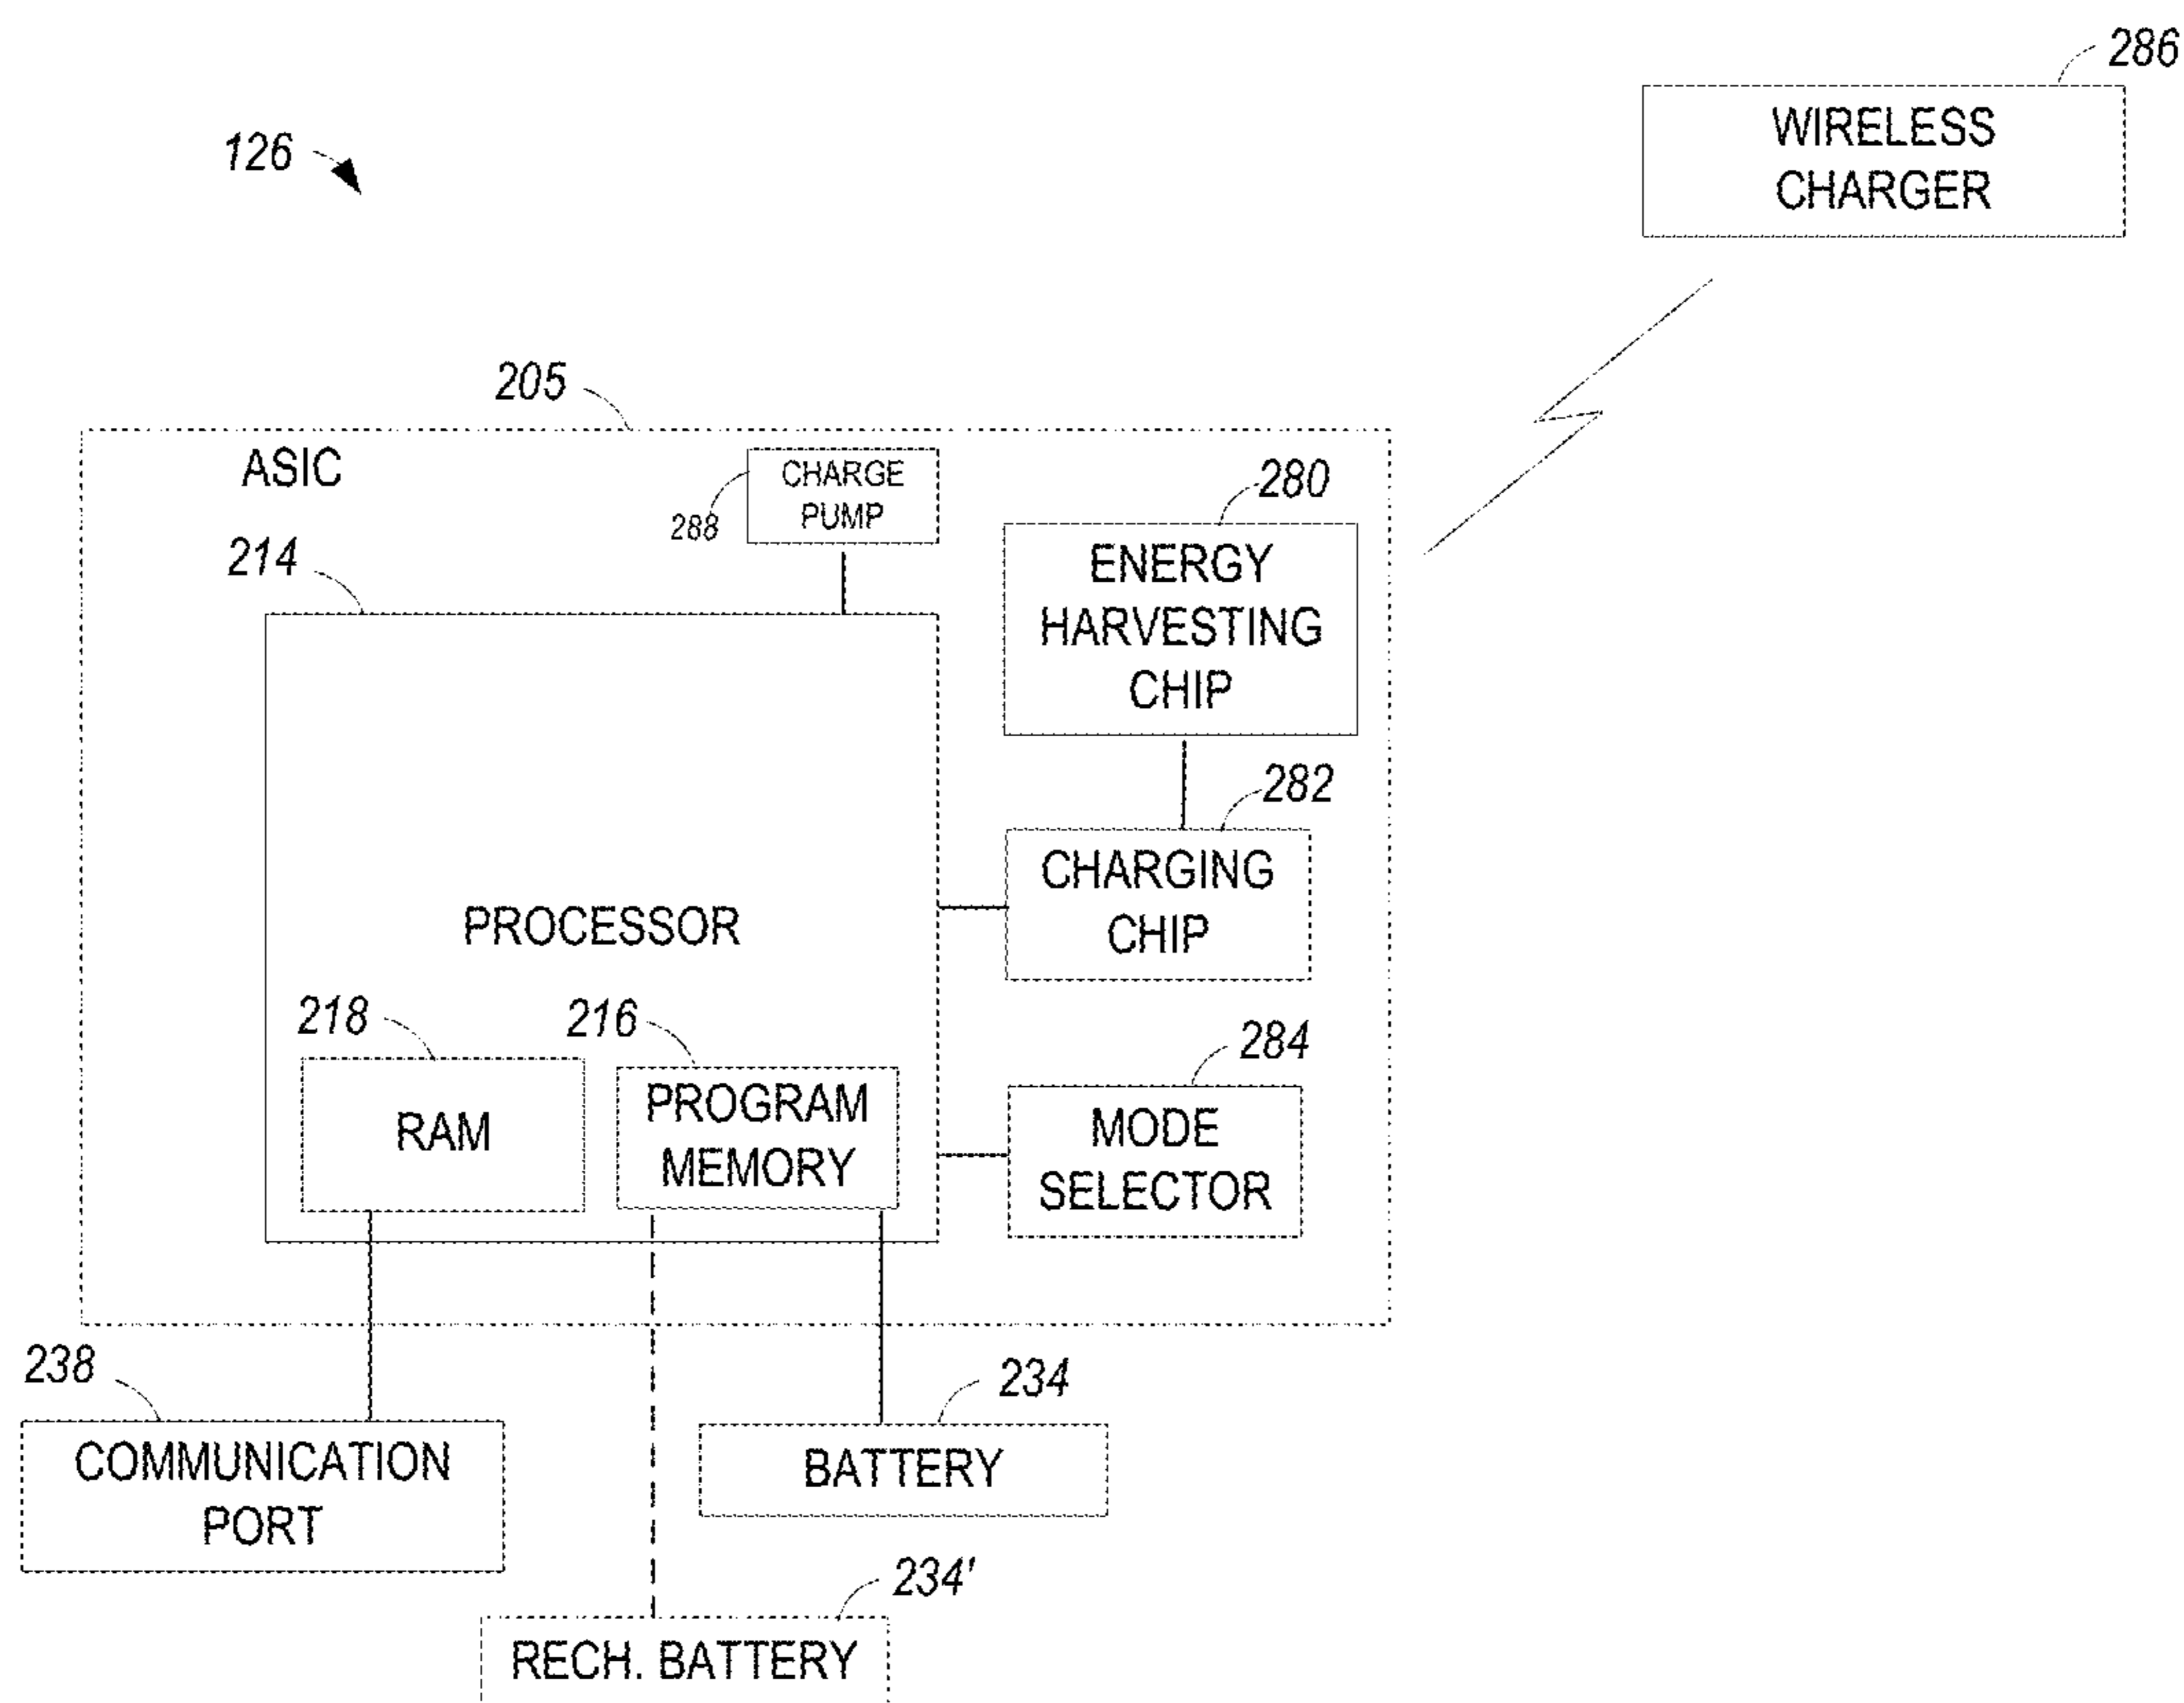 286
WIRELESS
CHARGER
126
205
ASIC
CHARGE
PUMP
288
280
ENERGY
HARVESTING
CHIP
214
282
CHARGING
CHIP
PROCESSOR
218
216
284
RAM
PROGRAM
MEMORY
MODE
SELECTOR
238
234
COMMUNICATION
PORT
BATTERY
234'
RECH. BATTERY